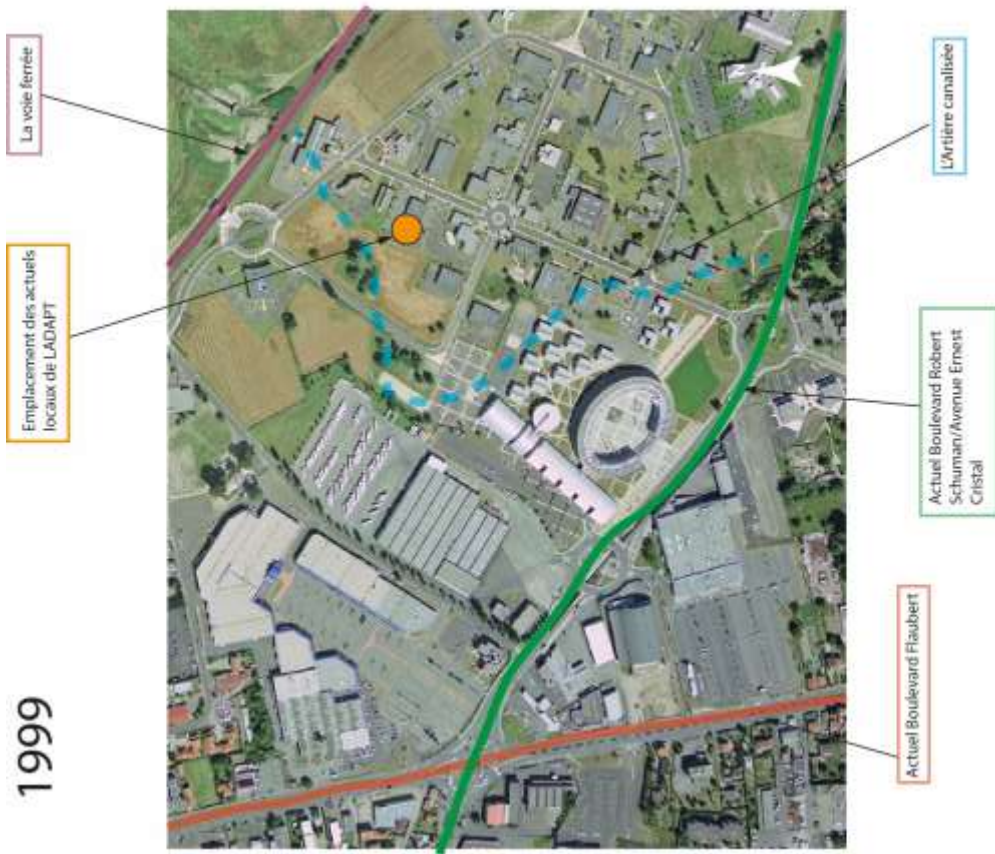 1999
Emplacement des actuels
locaux de LADAPT
La voie ferrée
Actuel Boulevard Flaubert
Actuel Boulevard Robert
Schuman/Avenue Ernest
Cristal
L'Artière canalisée